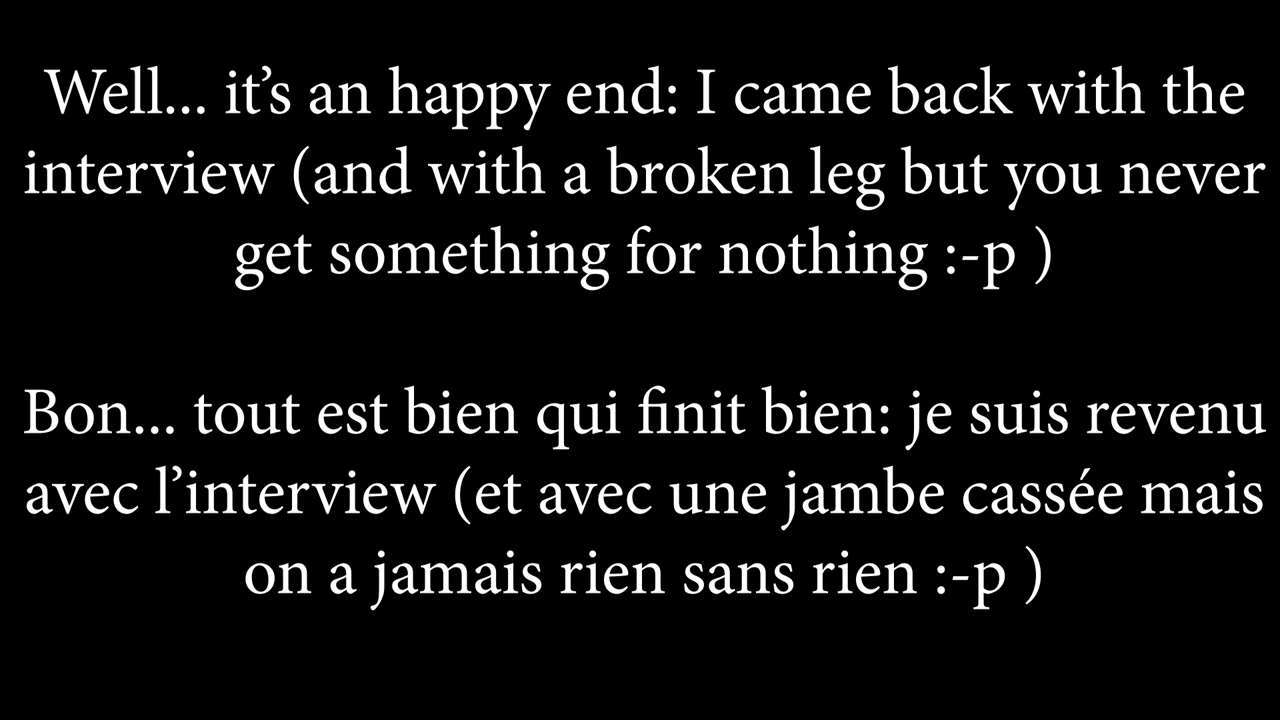 Well... it’s an happy end: I came back with the
interview (and with a broken leg but you never
get something for nothing :-p )
Bon... tout est bien qui finit bien: je suis revenu
avec l’interview (et avec une jambe cassée mais
on a jamais rien sans rien :-p )